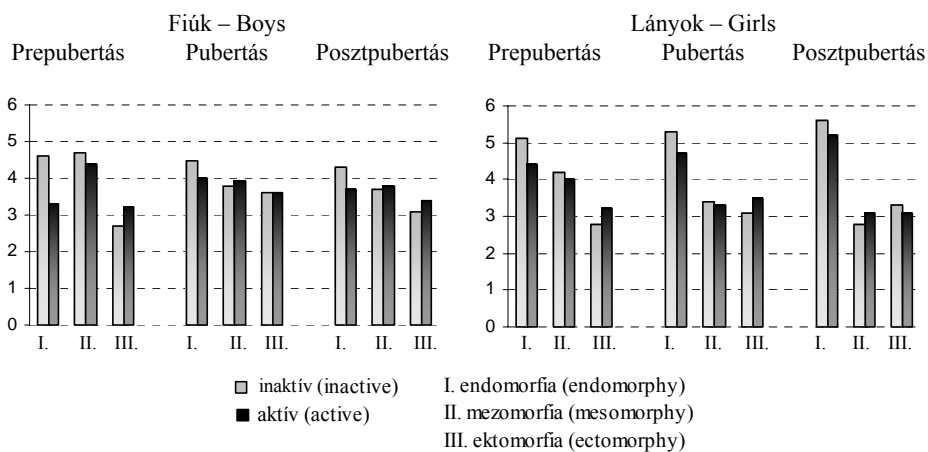 Fiúk – Boys
Prepubertás Pubertás Posztpubertás
6
5
4
3
2
1
0
I. II. III. I. II. III. I. II. III.
Lányok – Girls
Prepubertás Pubertás Posztpubertás
6
5
4
3
2
1
0
I. II. III. I. II. III. I. II. III.
inaktív (inactive)
aktív (active)
I. endomorfia (endomorphy)
II. mezomorfia (mesomorphy)
III. ektomorfia (ectomorphy)